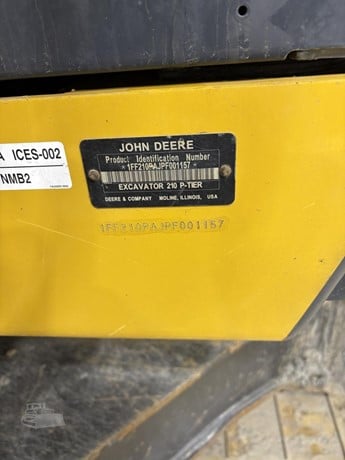 A ICES-002
/NMB2
JOHN DEERE
Product Identification Number
*1FF210PAJPF001157*
EXCAVATOR 210 P-TIER
DEERE & COMPANY MOLINE, ILLINOIS, USA
1FF210PAJPF001157